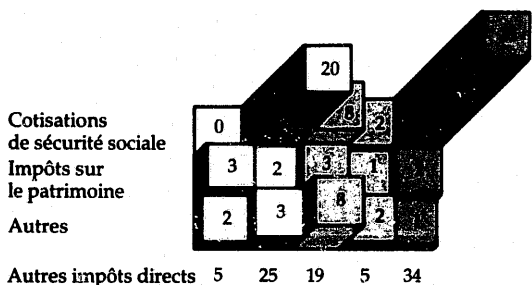 20
8
2
0
Cotisations
de sécurité sociale
3 2 3 1
Impôts sur
le patrimoine
8
2 3 2
Autres
Autres impôts directs 5 25 19 5 34